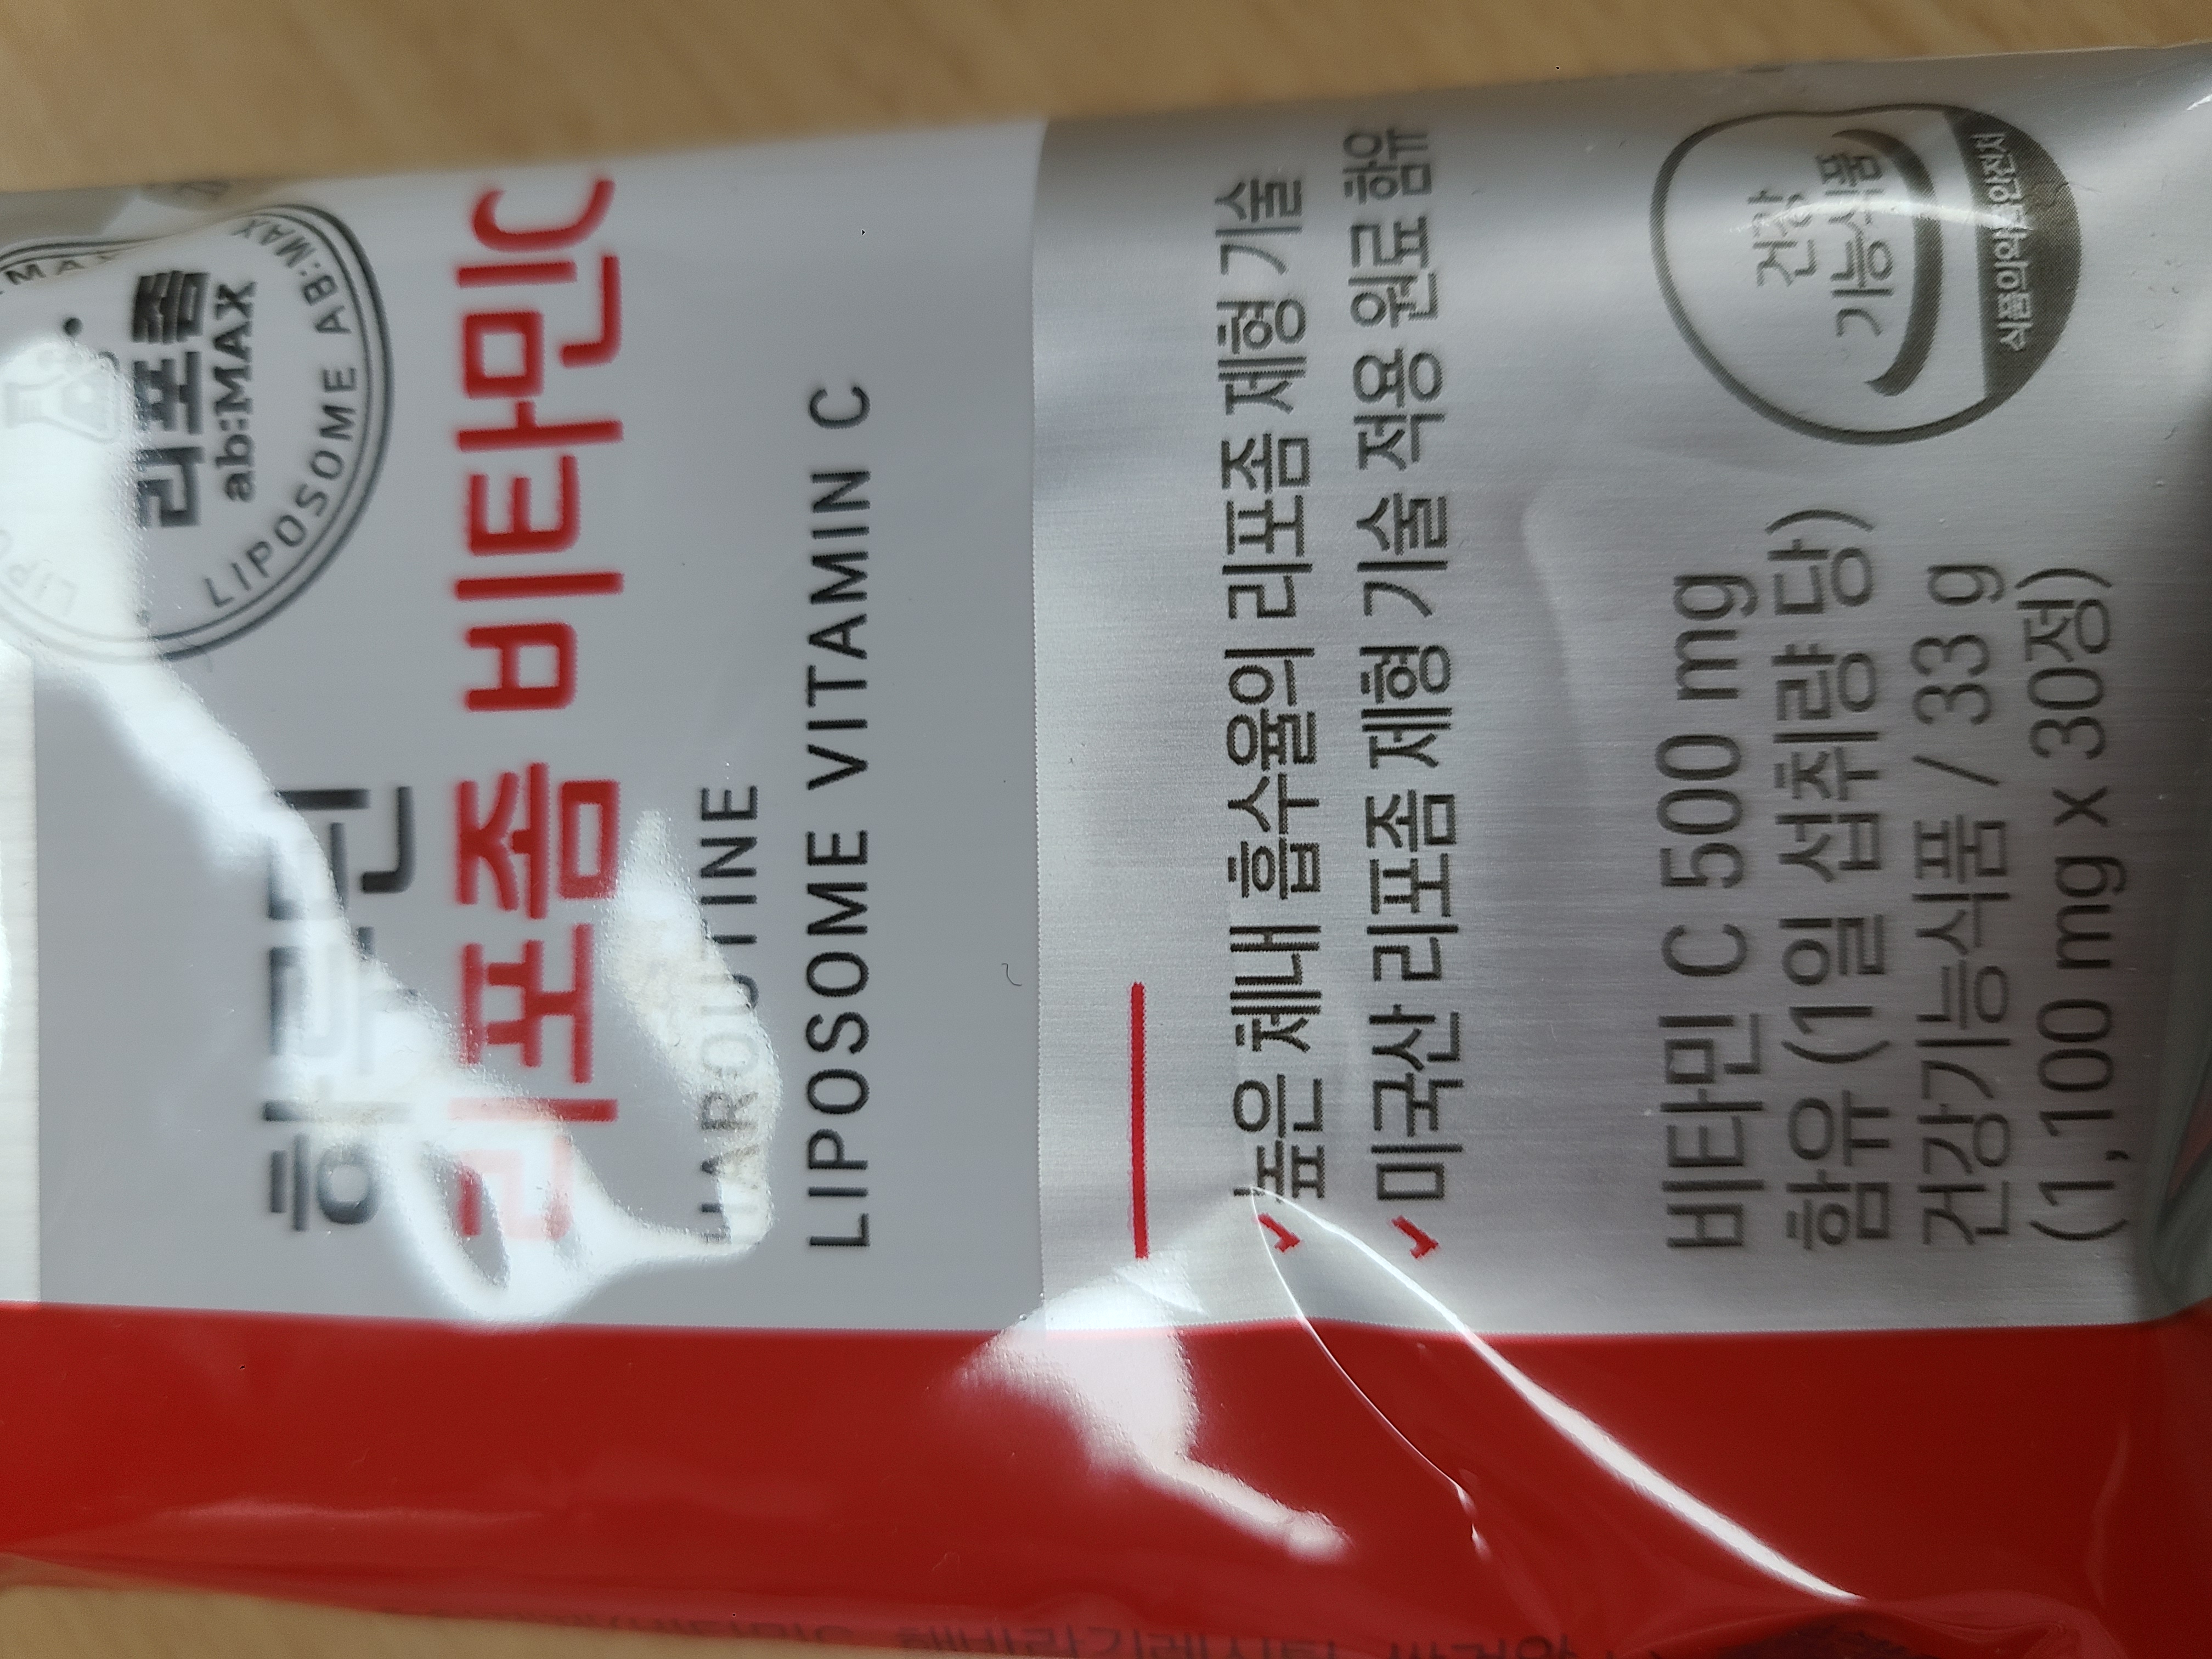 리포좀
ab:MAX
LIPOSOME AB:MAX
하루틴
리포좀 비타민C
HAROUTINE
LIPOSOME VITAMIN C
✓ 높은 체내 흡수율의 리포좀 제형 기술
✓ 미국산 리포좀 제형 기술 적용 원료 함유
비타민 C 500 mg
함유 (1일 섭취량 당)
건강기능식품 / 33 g
(1,100 mg x 30정)
건강
기능식품
식품의약품안전처